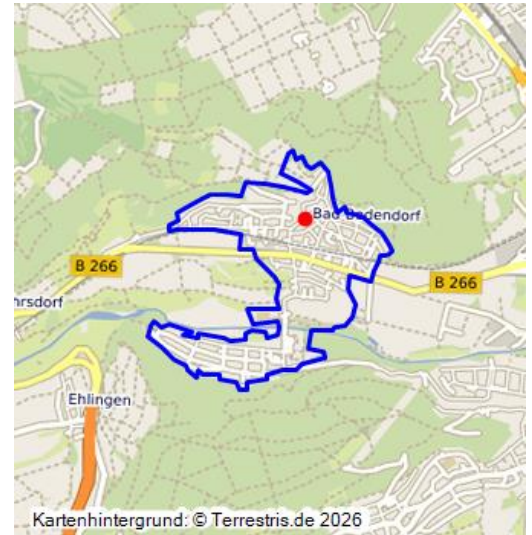 Bad Bodendorf
B 266
B 266
hrsdorf
Ehlingen
Kartenhintergrund: © Terrestris.de 2026